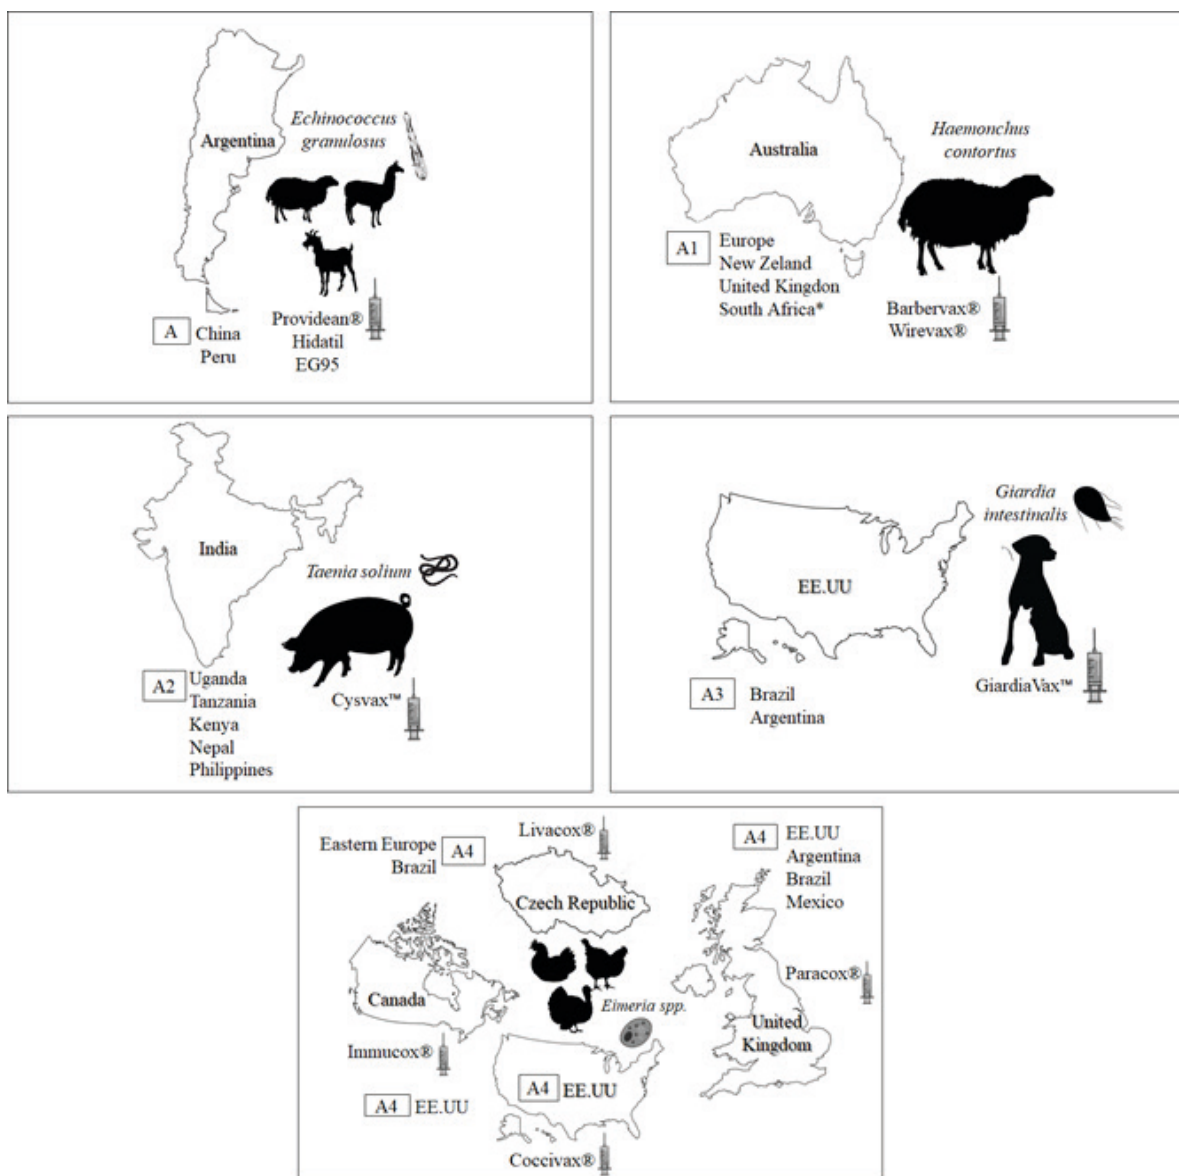 Argentina
Echinococcus
granulosus
Providean®
Hidatil
EG95
A
China
Peru
Australia
Haemonchus
contortus
A1
Europe
New Zeland
United Kingdon
South Africa*
Barbervax®
Wirevax®
India
Taenia solium
Cysvax™
A2
Uganda
Tanzania
Kenya
Nepal
Philippines
EE.UU
Giardia
intestinalis
GiardiaVax™
A3
Brazil
Argentina
Eastern Europe
Brazil
A4
Livacox®
Czech Republic
A4
EE.UU
Argentina
Brazil
Mexico
Canada
Immucox®
A4
EE.UU
Eimeria spp.
Paracox®
United
Kingdom
A4
EE.UU
Coccivax®